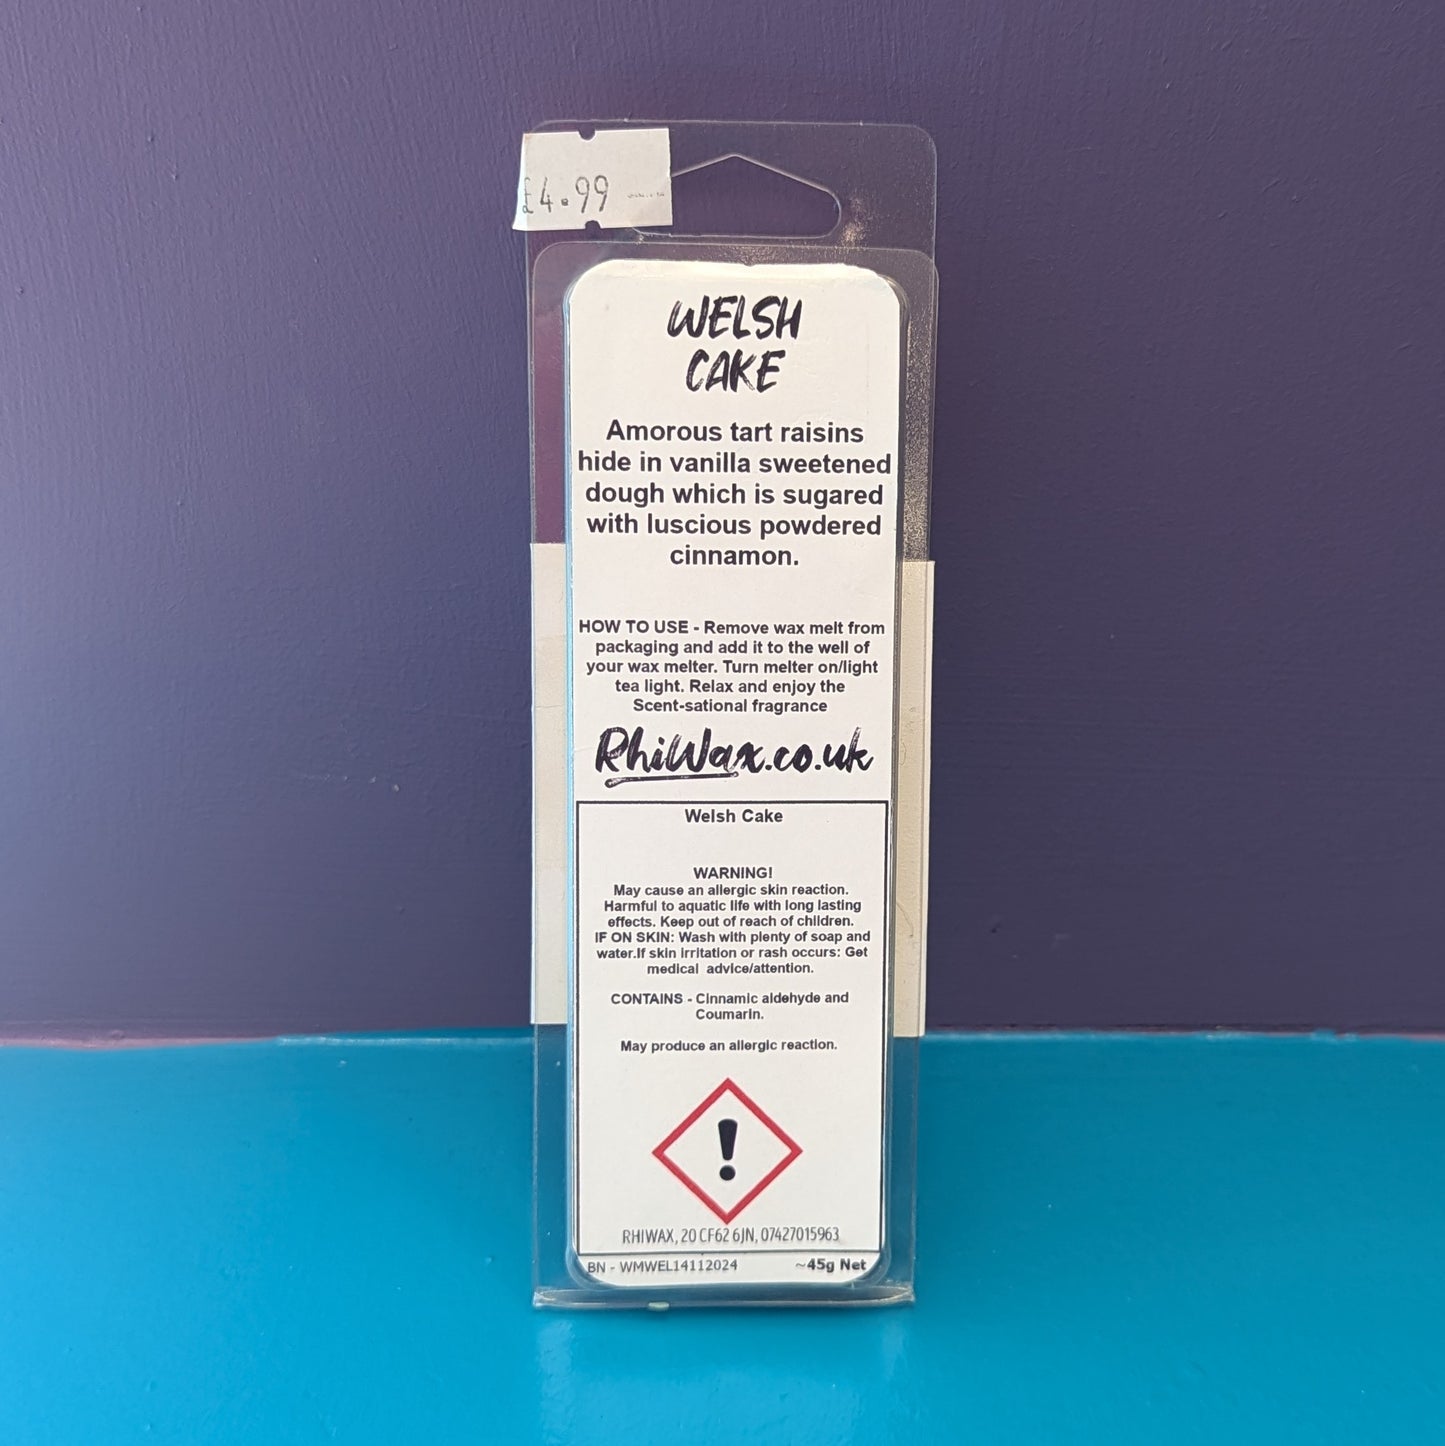 £4.99
WELSH
CAKE
Amorous tart raisins
hide in vanilla sweetened
dough which is sugared
with luscious powdered
cinnamon.
HOW TO USE - Remove wax melt from
packaging and add it to the well of
your wax melter. Turn melter on/light
tea light. Relax and enjoy the
Scent-sational fragrance
RhiWax.co.uk
Welsh Cake
WARNING!
May cause an allergic skin reaction.
Harmful to aquatic life with long lasting
effects. Keep out of reach of children.
IF ON SKIN: Wash with plenty of soap and
water.If skin irritation or rash occurs: Get
medical advice/attention.
CONTAINS - Cinnamic aldehyde and
Coumarin.
May produce an allergic reaction.
!
RHIWAX, 20 CF62 6JN, 07427015963
BN - WMWEL14112024 ~45g Net